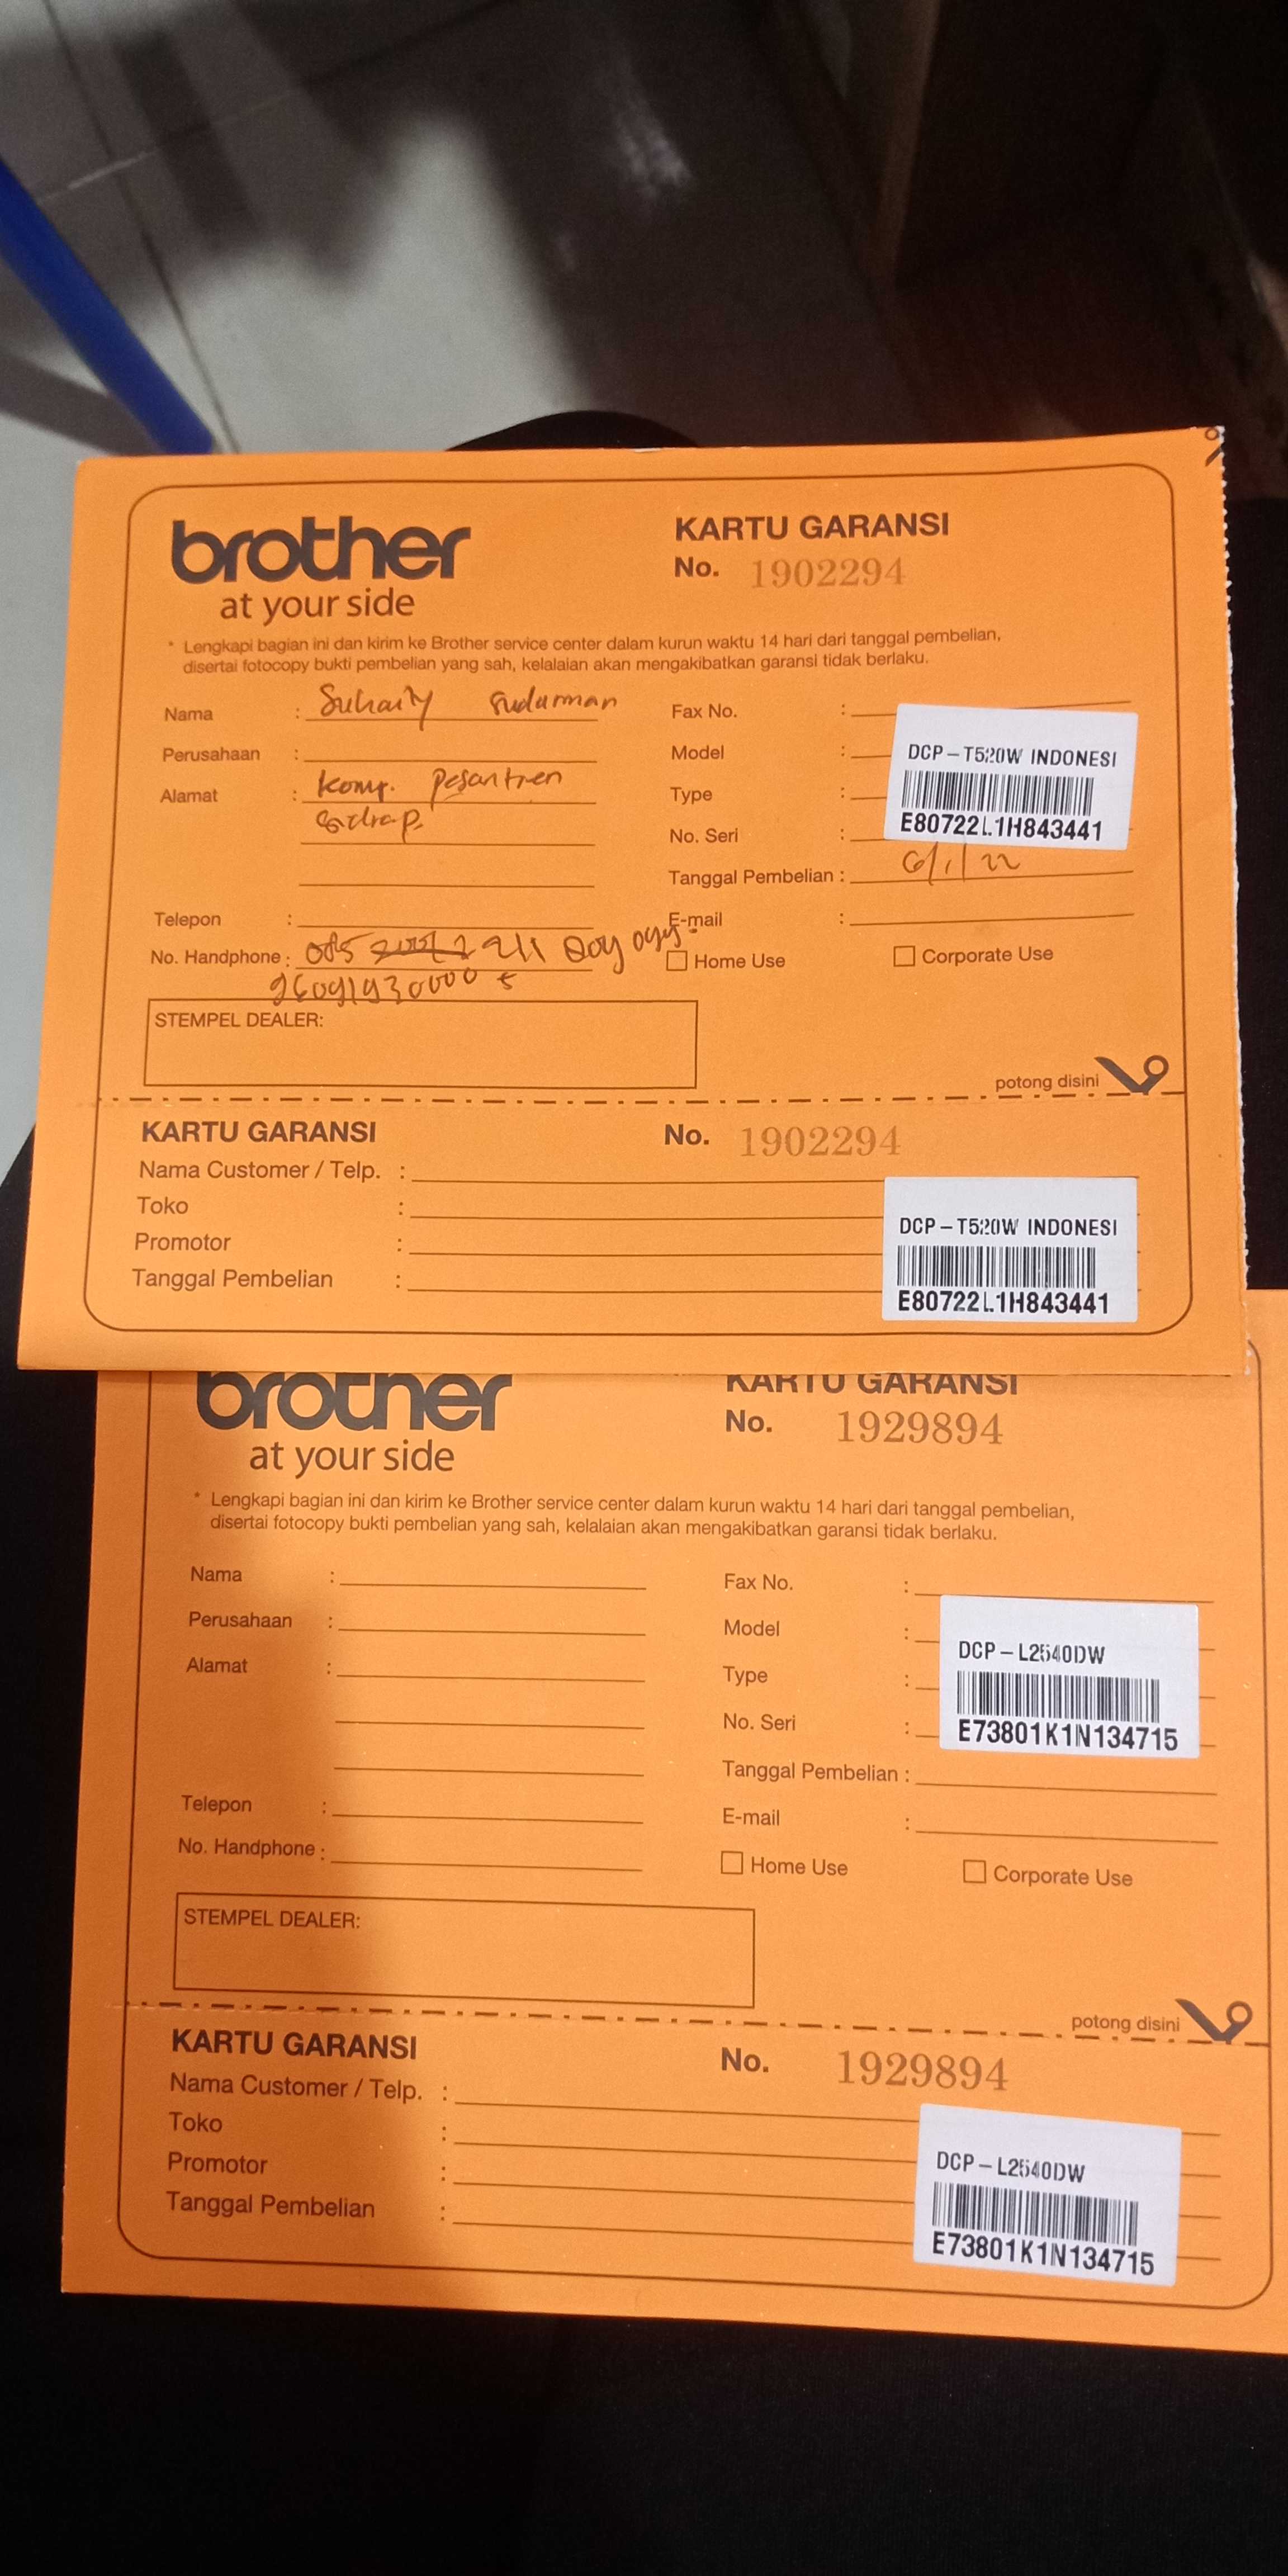 brother
at your side
KARTU GARANSI
No. 1902294
* Lengkapi bagian ini dan kirim ke Brother service center dalam kurun waktu 14 hari dari tanggal pembelian,
disertai fotocopy bukti pembelian yang sah, kelalaian akan mengakibatkan garansi tidak berlaku.
Nama :
Perusahaan :
Alamat : Komp. Pesantren
Telepon :
No. Handphone : 085
Fax No. :
Model :
Type :
No. Seri :
DCP-T520W INDONESI
E80722L1H843441
Tanggal Pembelian : 6/1/22
E-mail :
Home Use
Corporate Use
STEMPEL DEALER:
potong disini
KARTU GARANSI
No. 1902294
Nama Customer / Telp. :
Toko :
Promotor :
Tanggal Pembelian :
DCP-T520W INDONESI
E80722L1H843441
brother
at your side
KARTU GARANSI
No. 1929894
* Lengkapi bagian ini dan kirim ke Brother service center dalam kurun waktu 14 hari dari tanggal pembelian,
disertai fotocopy bukti pembelian yang sah, kelalaian akan mengakibatkan garansi tidak berlaku.
Nama :
Perusahaan :
Alamat :
Telepon :
No. Handphone :
Fax No. :
Model :
Type :
No. Seri :
DCP-L2540DW
E73801K1N134715
Tanggal Pembelian :
E-mail :
Home Use
Corporate Use
STEMPEL DEALER:
potong disini
KARTU GARANSI
No. 1929894
Nama Customer / Telp. :
Toko :
Promotor :
Tanggal Pembelian :
DCP-L2540DW
E73801K1N134715